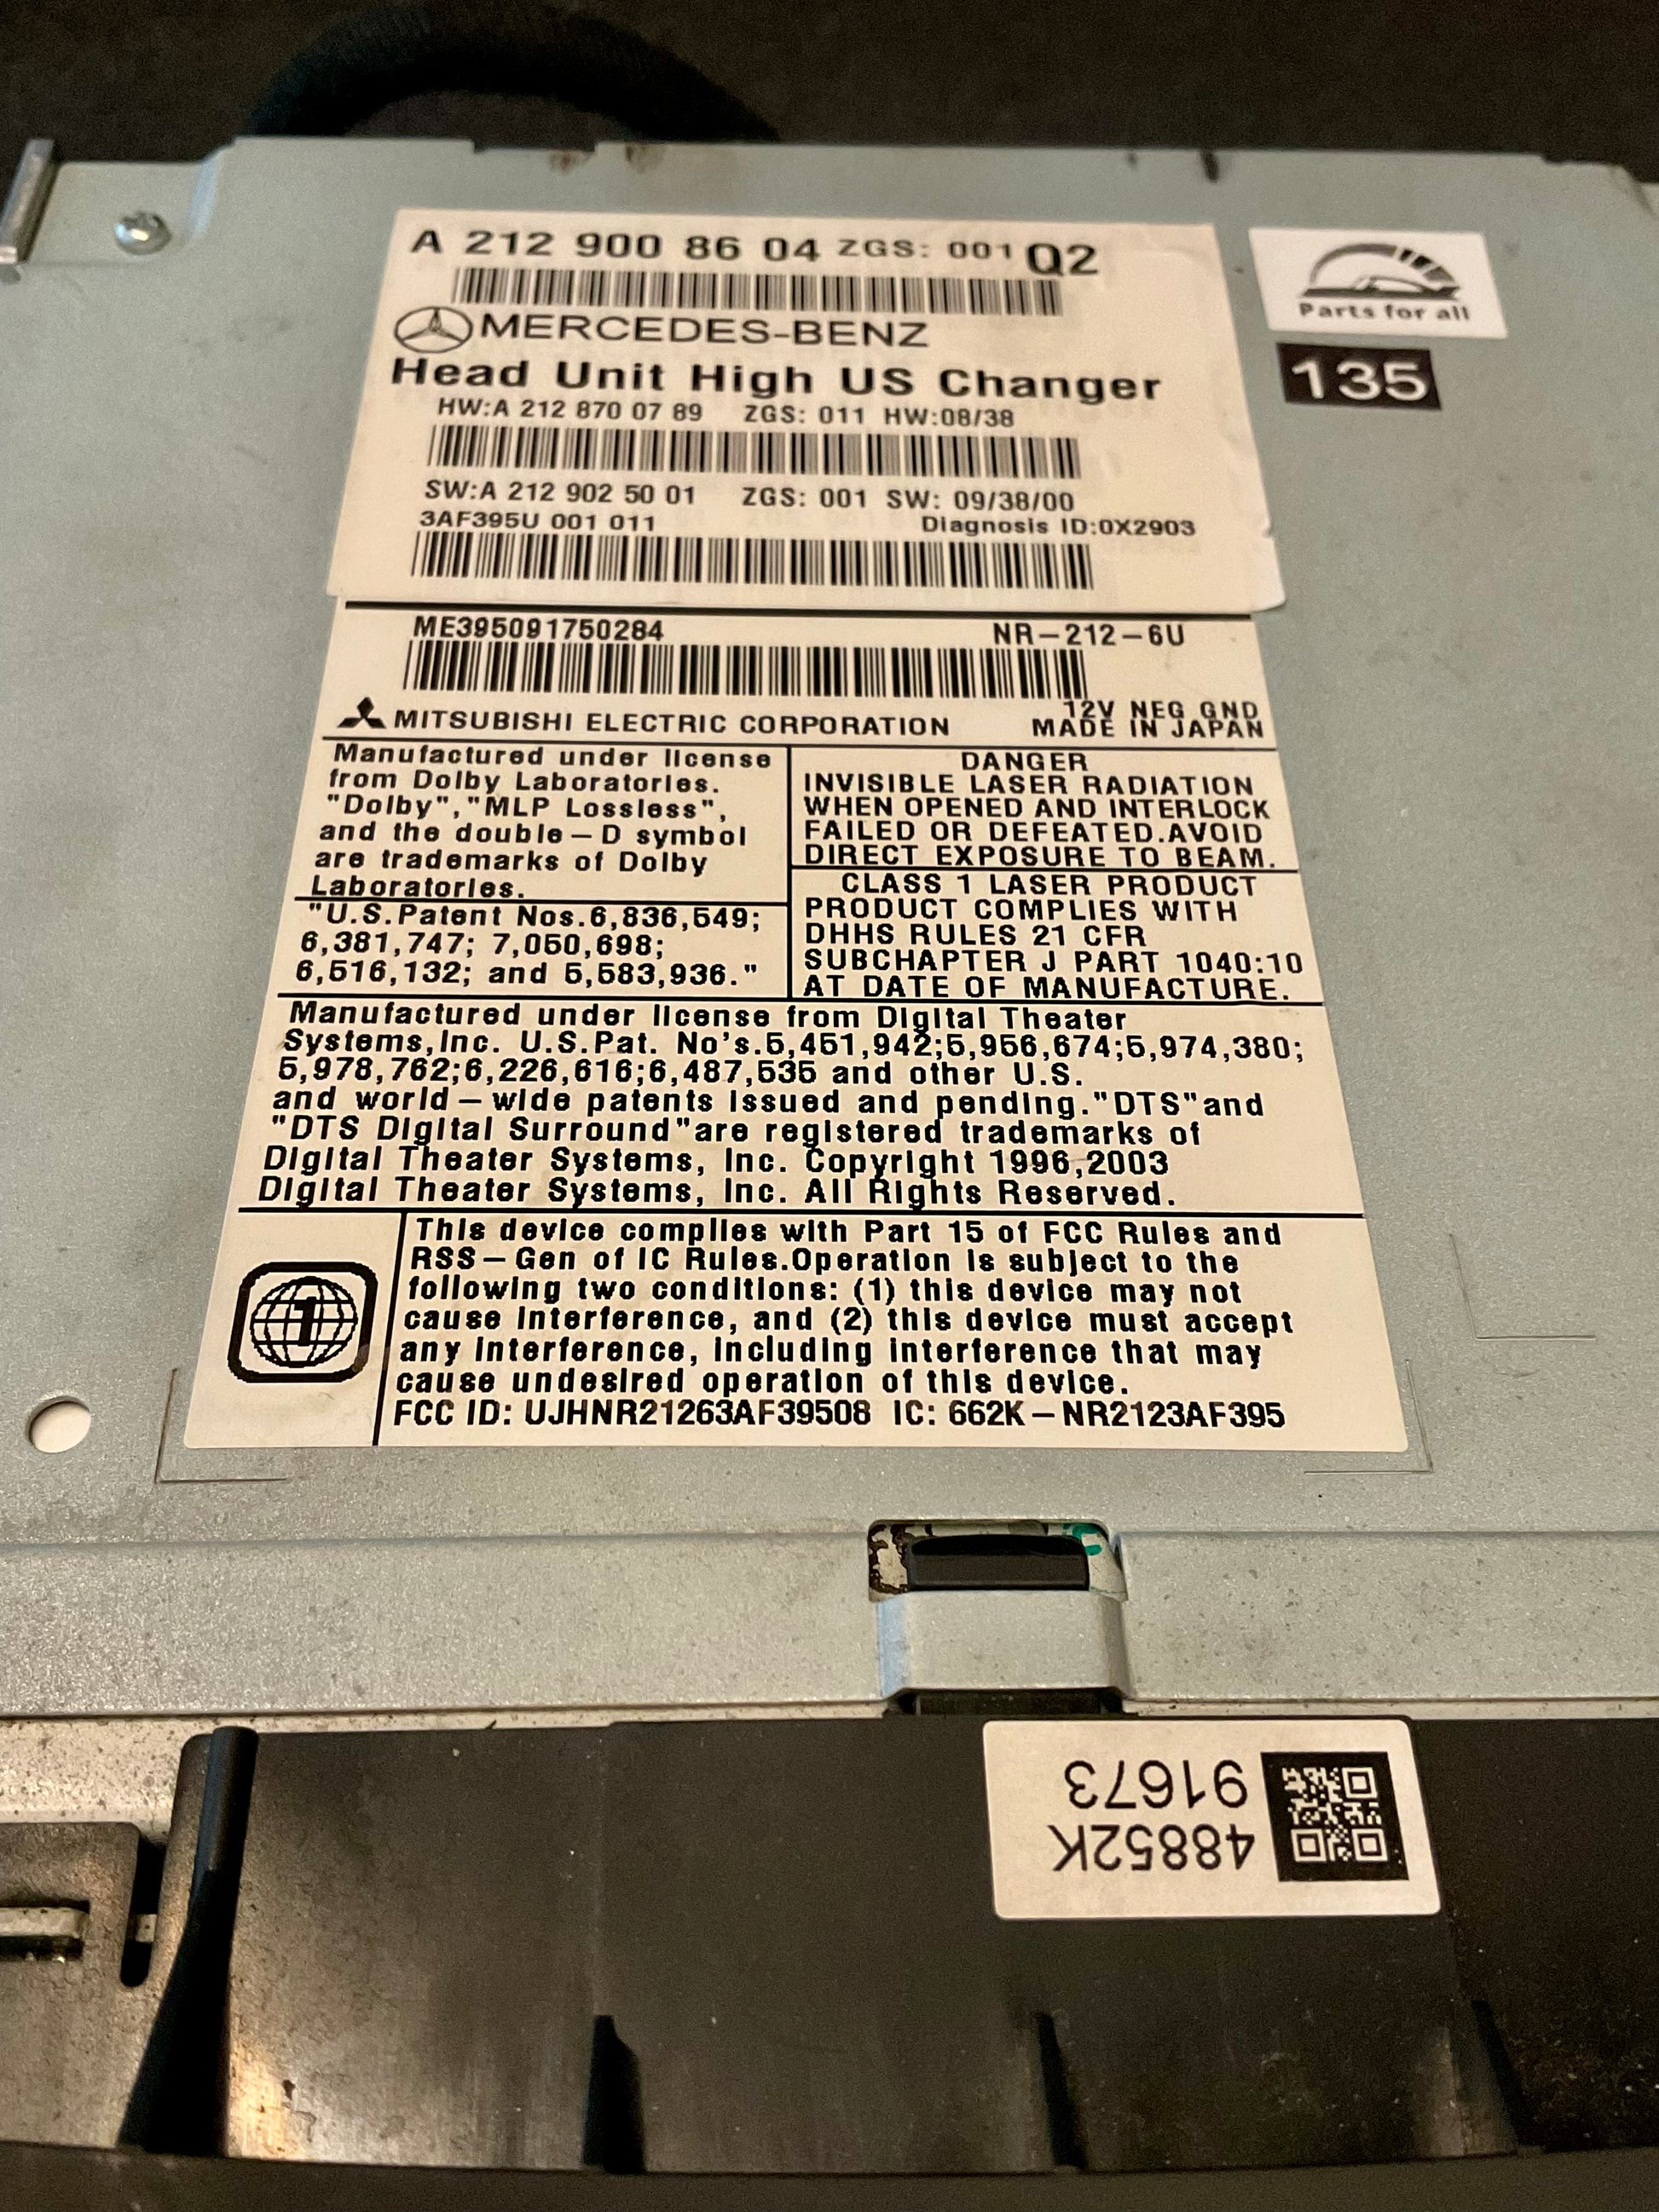 A 212 900 86 04 ZGS: 001 Q2
MERCEDES-BENZ
Head Unit High US Changer
HW:A 212 870 07 89 ZGS: 011 HW:08/38
SW:A 212 902 50 01 ZGS: 001 SW: 09/38/00
3AF395U 001 011 Diagnosis ID:0X2903
Parts for all
135
ME395091750284 NR-212-6U
12V NEG GND
MITSUBISHI ELECTRIC CORPORATION MADE IN JAPAN
Manufactured under license
from Dolby Laboratories.
"Dolby","MLP Lossless",
and the double-D symbol
are trademarks of Dolby
Laboratories.
"U.S.Patent Nos.6,836,549;
6,381,747; 7,050,698;
6,516,132; and 5,583,936."
DANGER
INVISIBLE LASER RADIATION
WHEN OPENED AND INTERLOCK
FAILED OR DEFEATED.AVOID
DIRECT EXPOSURE TO BEAM.
CLASS 1 LASER PRODUCT
PRODUCT COMPLIES WITH
DHHS RULES 21 CFR
SUBCHAPTER J PART 1040:10
AT DATE OF MANUFACTURE.
Manufactured under license from Digital Theater
Systems,Inc. U.S.Pat. No's.5,451,942;5,956,674;5,974,380;
5,978,762;6,226,616;6,487,535 and other U.S.
and world-wide patents issued and pending."DTS"and
"DTS Digital Surround"are registered trademarks of
Digital Theater Systems, Inc. Copyright 1996,2003
Digital Theater Systems, Inc. All Rights Reserved.
1
This device complies with Part 15 of FCC Rules and
RSS-Gen of IC Rules.Operation is subject to the
following two conditions: (1) this device may not
cause interference, and (2) this device must accept
any interference, including interference that may
cause undesired operation of this device.
FCC ID: UJHNR21263AF39508 IC: 662K-NR2123AF395
48852K
91673